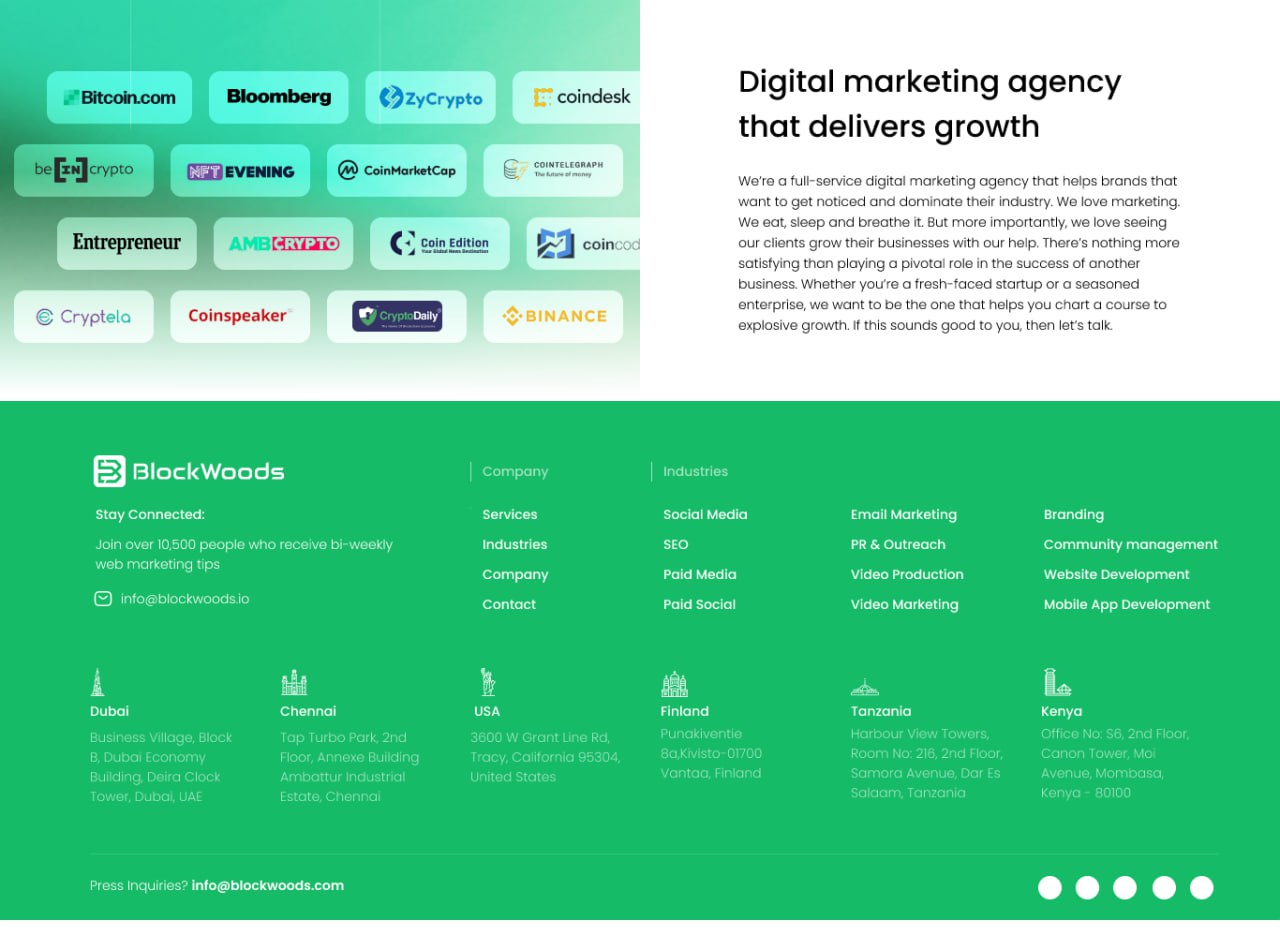 Bitcoin.com
Bloomberg
ZyCrypto
coindesk
be[IN]crypto
NFT EVENING
CoinMarketCap
COINTELEGRAPH
The future of money
Entrepreneur
AMBCRYPTO
Coin Edition
Your Global News Destination
coincod
Cryptela
Coinspeaker
CryptoDaily
BINANCE
Digital marketing agency
that delivers growth
We’re a full-service digital marketing agency that helps brands that
want to get noticed and dominate their industry. We love marketing.
We eat, sleep and breathe it. But more importantly, we love seeing
our clients grow their businesses with our help. There’s nothing more
satisfying than playing a pivotal role in the success of another
business. Whether you’re a fresh-faced startup or a seasoned
enterprise, we want to be the one that helps you chart a course to
explosive growth. If this sounds good to you, then let’s talk.
BlockWoods
Stay Connected:
Join over 10,500 people who receive bi-weekly
web marketing tips
info@blockwoods.io
Company
Services
Industries
Company
Contact
Industries
Social Media
SEO
Paid Media
Paid Social
Email Marketing
PR & Outreach
Video Production
Video Marketing
Branding
Community management
Website Development
Mobile App Development
Dubai
Business Village, Block
B, Dubai Economy
Building, Deira Clock
Tower, Dubai, UAE
Chennai
Tap Turbo Park, 2nd
Floor, Annexe Building
Ambattur Industrial
Estate, Chennai
USA
3600 W Grant Line Rd,
Tracy, California 95304,
United States
Finland
Punakiventie
8a,Kivisto-01700
Vantaa, Finland
Tanzania
Harbour View Towers,
Room No: 216, 2nd Floor,
Samora Avenue, Dar Es
Salaam, Tanzania
Kenya
Office No: S6, 2nd Floor,
Canon Tower, Moi
Avenue, Mombasa,
Kenya - 80100
Press Inquiries? info@blockwoods.com